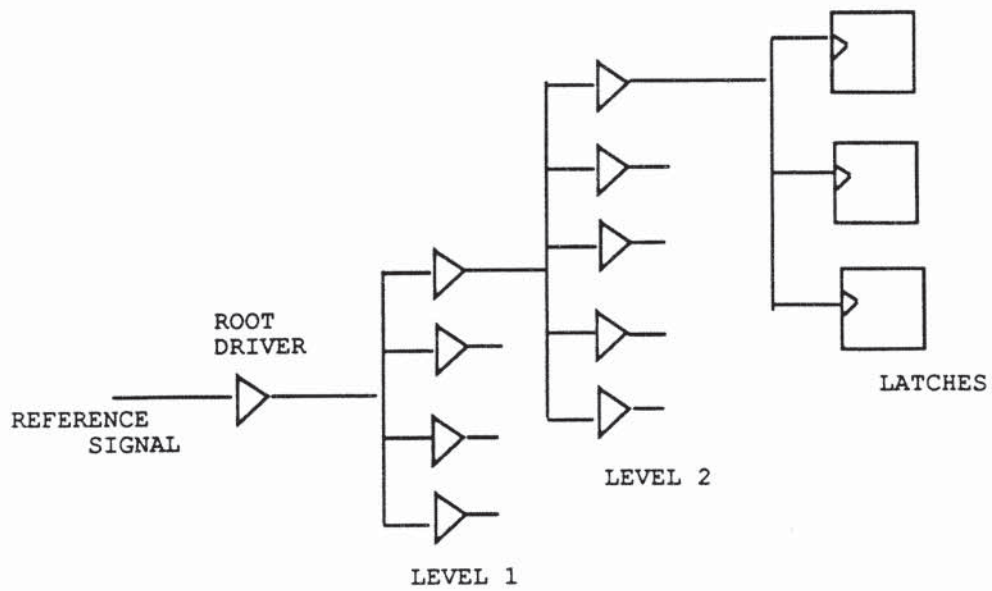 ROOT
DRIVER
REFERENCE
SIGNAL
LATCHES
LEVEL 2
LEVEL 1